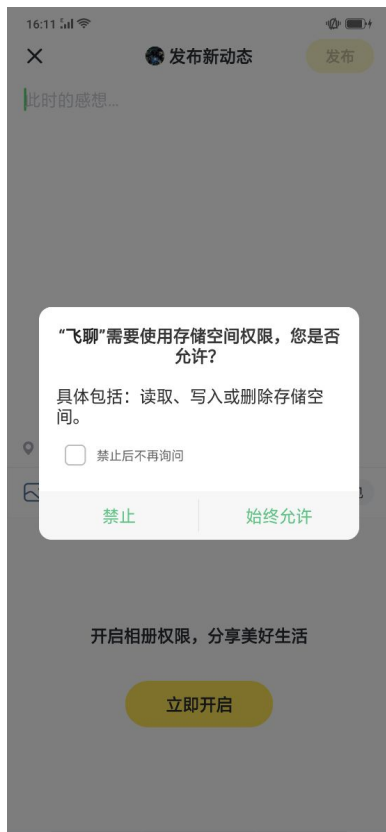 16:11
发布新动态
发布
此时的感想...
“飞聊”需要使用存储空间权限，您是否
允许？
具体包括：读取、写入或删除存储空
间。
禁止后不再询问
禁止
始终允许
开启相册权限，分享美好生活
立即开启